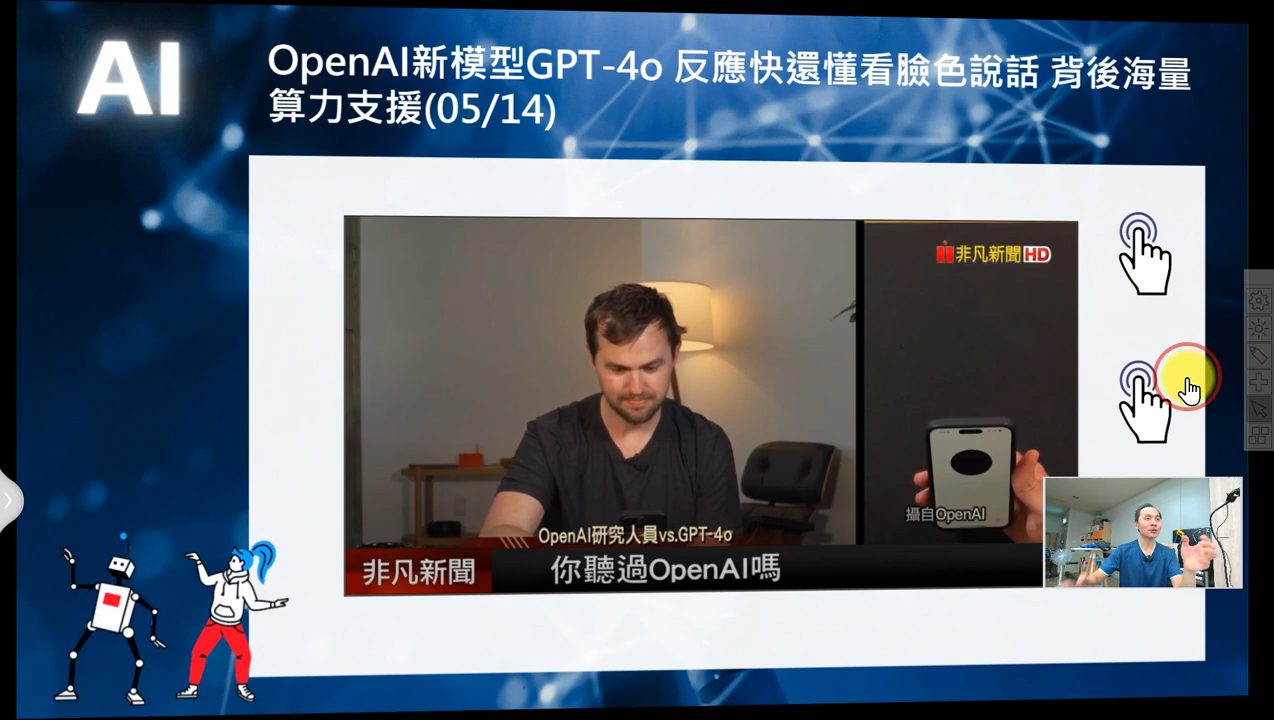 AI
OpenAI新模型GPT-4o 反應快還懂看臉色說話 背後海量
算力支援(05/14)
非凡新聞HD
攝自OpenAI
OpenAI研究人員vs.GPT-4o
非凡新聞
你聽過OpenAI嗎